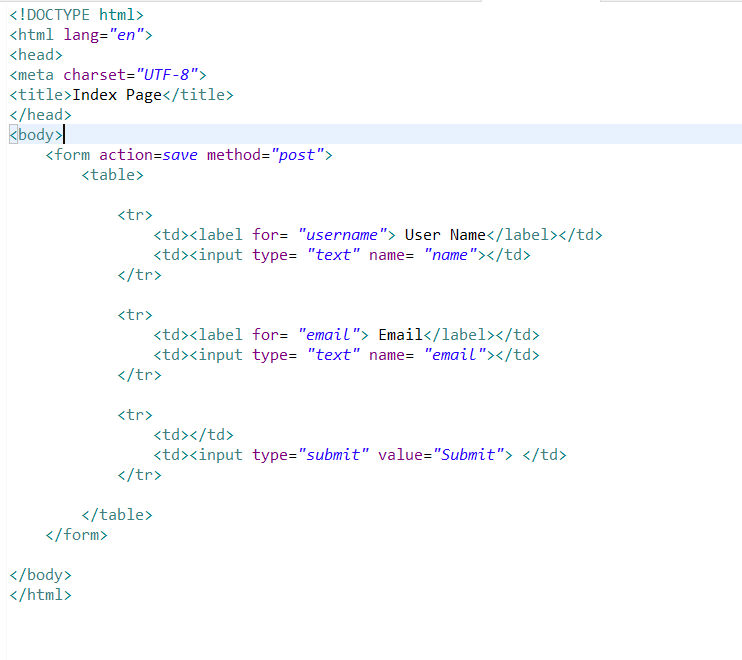 <!DOCTYPE html>
<html lang="en">
<head>
<meta charset="UTF-8">
<title>Index Page</title>
</head>
<body>
    <form action=save method="post">
        <table>

            <tr>
                <td><label for= "username"> User Name</label></td>
                <td><input type= "text" name= "name"></td>
            </tr>

            <tr>
                <td><label for= "email"> Email</label></td>
                <td><input type= "text" name= "email"></td>
            </tr>

            <tr>
                <td></td>
                <td><input type="submit" value="Submit"> </td>
            </tr>

        </table>
    </form>

</body>
</html>